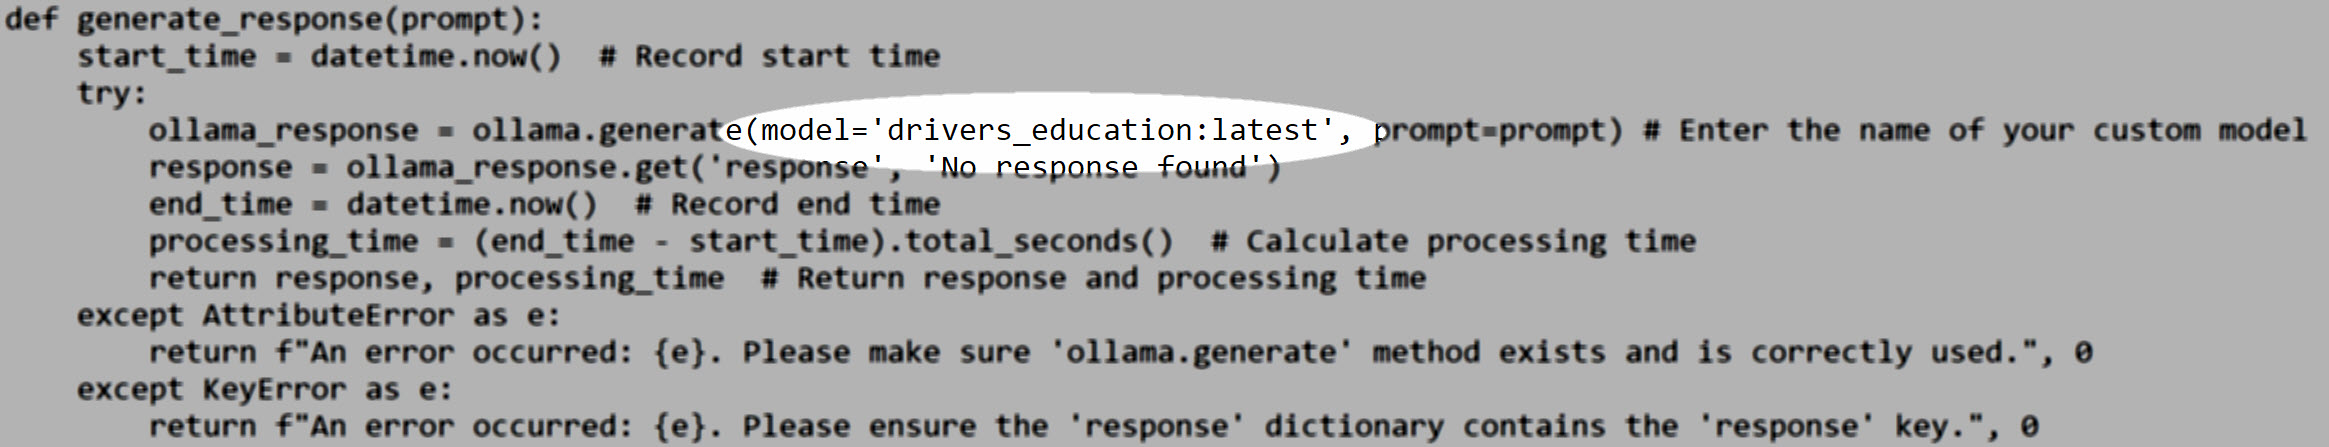 def generate_response(prompt):
    start_time = datetime.now()  # Record start time
    try:
        ollama_response = ollama.generate(model='drivers_education:latest', prompt=prompt) # Enter the name of your custom model
        response = ollama_response.get('response', 'No response found')
        end_time = datetime.now()  # Record end time
        processing_time = (end_time - start_time).total_seconds()  # Calculate processing time
        return response, processing_time  # Return response and processing time
    except AttributeError as e:
        return f"An error occurred: {e}. Please make sure 'ollama.generate' method exists and is correctly used.", 0
    except KeyError as e:
        return f"An error occurred: {e}. Please ensure the 'response' dictionary contains the 'response' key.", 0